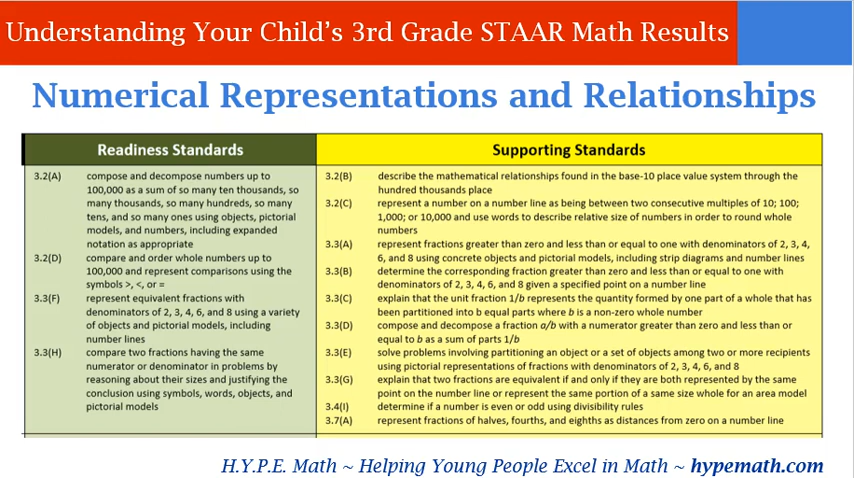 Understanding Your Child's 3rd Grade STAAR Math Results
Numerical Representations and Relationships
Readiness Standards
3.2(A) compose and decompose numbers up to
100,000 as a sum of so many ten thousands, so
many thousands, so many hundreds, so many
tens, and so many ones using objects, pictorial
models, and numbers, including expanded
notation as appropriate
3.2(D) compare and order whole numbers up to
100,000 and represent comparisons using the
symbols >, <, or =
3.3(F) represent equivalent fractions with
denominators of 2, 3, 4, 6, and 8 using a variety
of objects and pictorial models, including
number lines
3.3(H) compare two fractions having the same
numerator or denominator in problems by
reasoning about their sizes and justifying the
conclusion using symbols, words, objects, and
pictorial models
Supporting Standards
3.2(B) describe the mathematical relationships found in the base-10 place value system through the
hundred thousands place
3.2(C) represent a number on a number line as being between two consecutive multiples of 10; 100;
1,000; or 10,000 and use words to describe relative size of numbers in order to round whole
numbers
3.3(A) represent fractions greater than zero and less than or equal to one with denominators of 2, 3, 4,
6, and 8 using concrete objects and pictorial models, including strip diagrams and number lines
3.3(B) determine the corresponding fraction greater than zero and less than or equal to one with
denominators of 2, 3, 4, 6, and 8 given a specified point on a number line
3.3(C) explain that the unit fraction 1/b represents the quantity formed by one part of a whole that has
been partitioned into b equal parts where b is a non-zero whole number
3.3(D) compose and decompose a fraction a/b with a numerator greater than zero and less than or
equal to b as a sum of parts 1/b
3.3(E) solve problems involving partitioning an object or a set of objects among two or more recipients
using pictorial representations of fractions with denominators of 2, 3, 4, 6, and 8
3.3(G) explain that two fractions are equivalent if and only if they are both represented by the same
point on the number line or represent the same portion of a same size whole for an area model
3.4(I) determine if a number is even or odd using divisibility rules
3.7(A) represent fractions of halves, fourths, and eighths as distances from zero on a number line
H.Y.P.E. Math ~ Helping Young People Excel in Math ~ hypemath.com